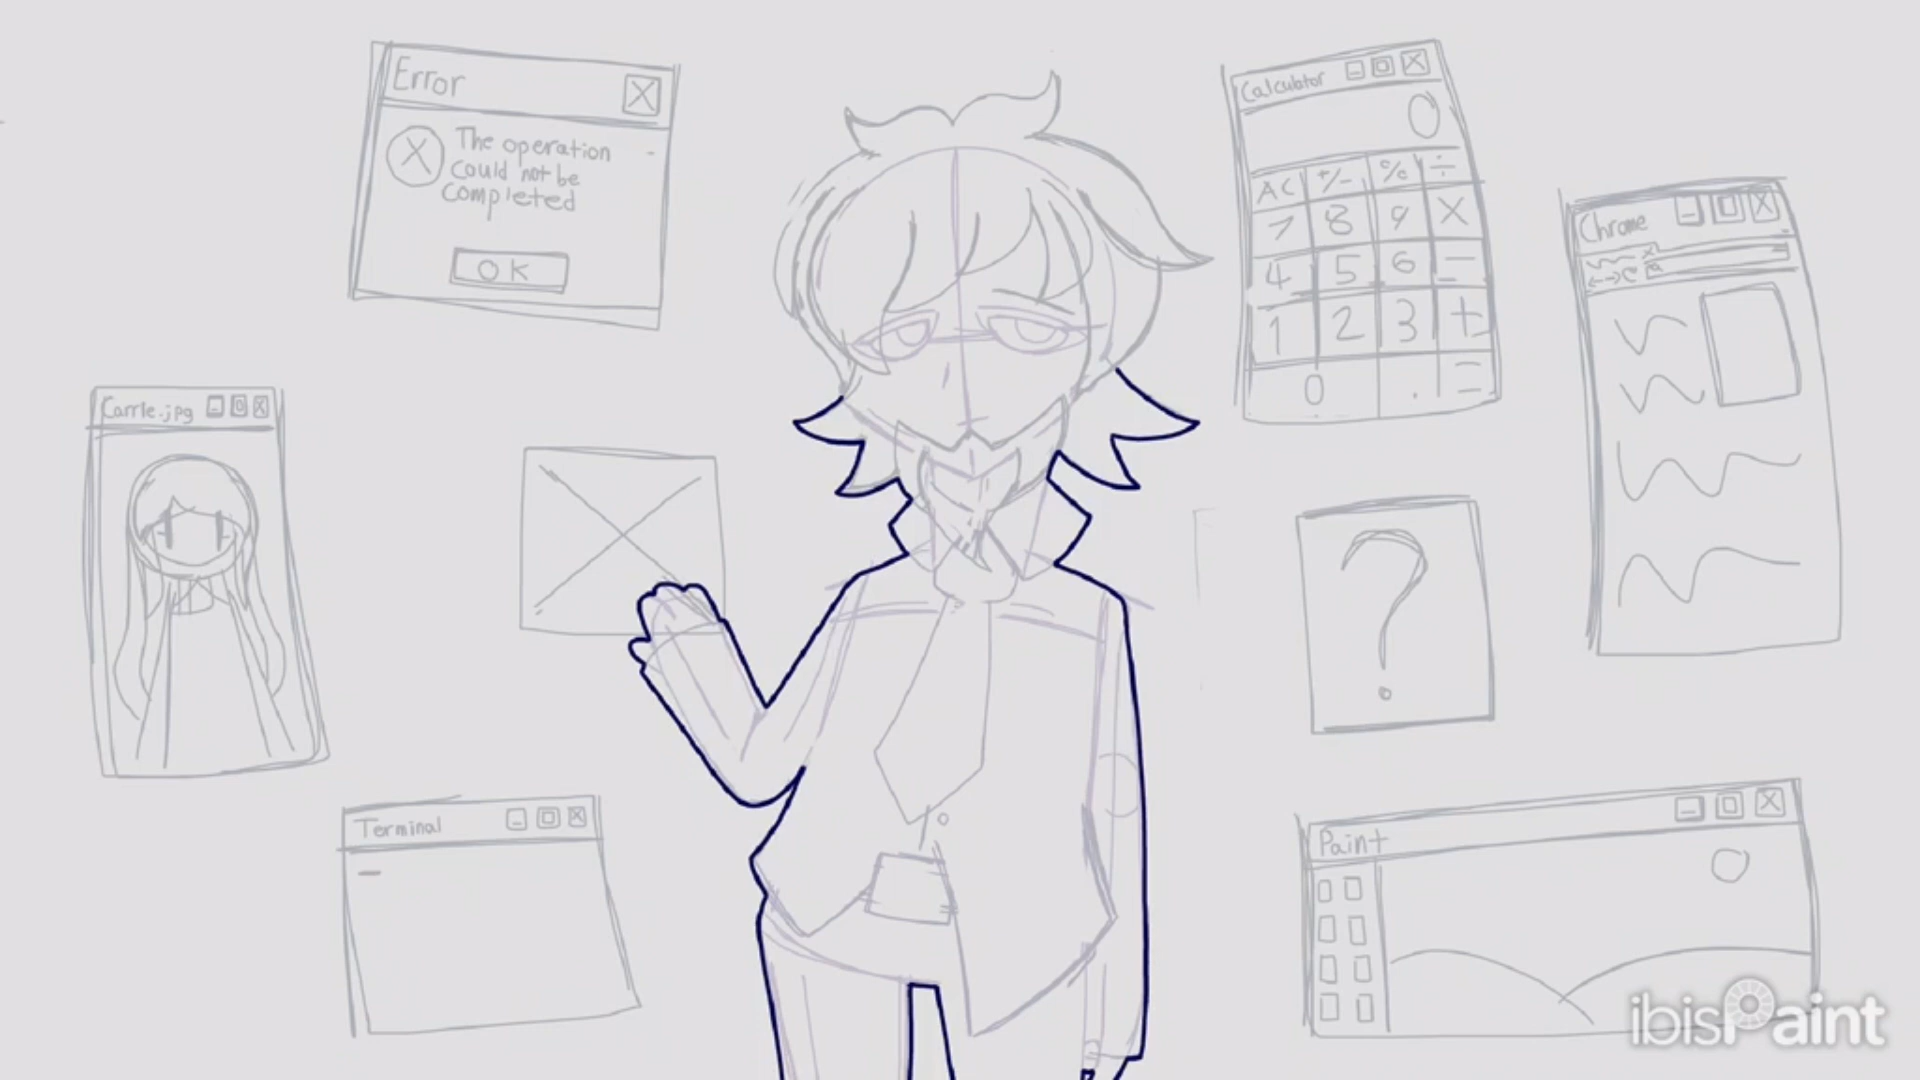 Error
The operation
could not be
completed
OK
Calculator
0
AC +/- % ÷
7 8 9 X
4 5 6 -
1 2 3 +
0 . =
Chrome
Carrie.jpg
?
Terminal
Paint
ibisPaint